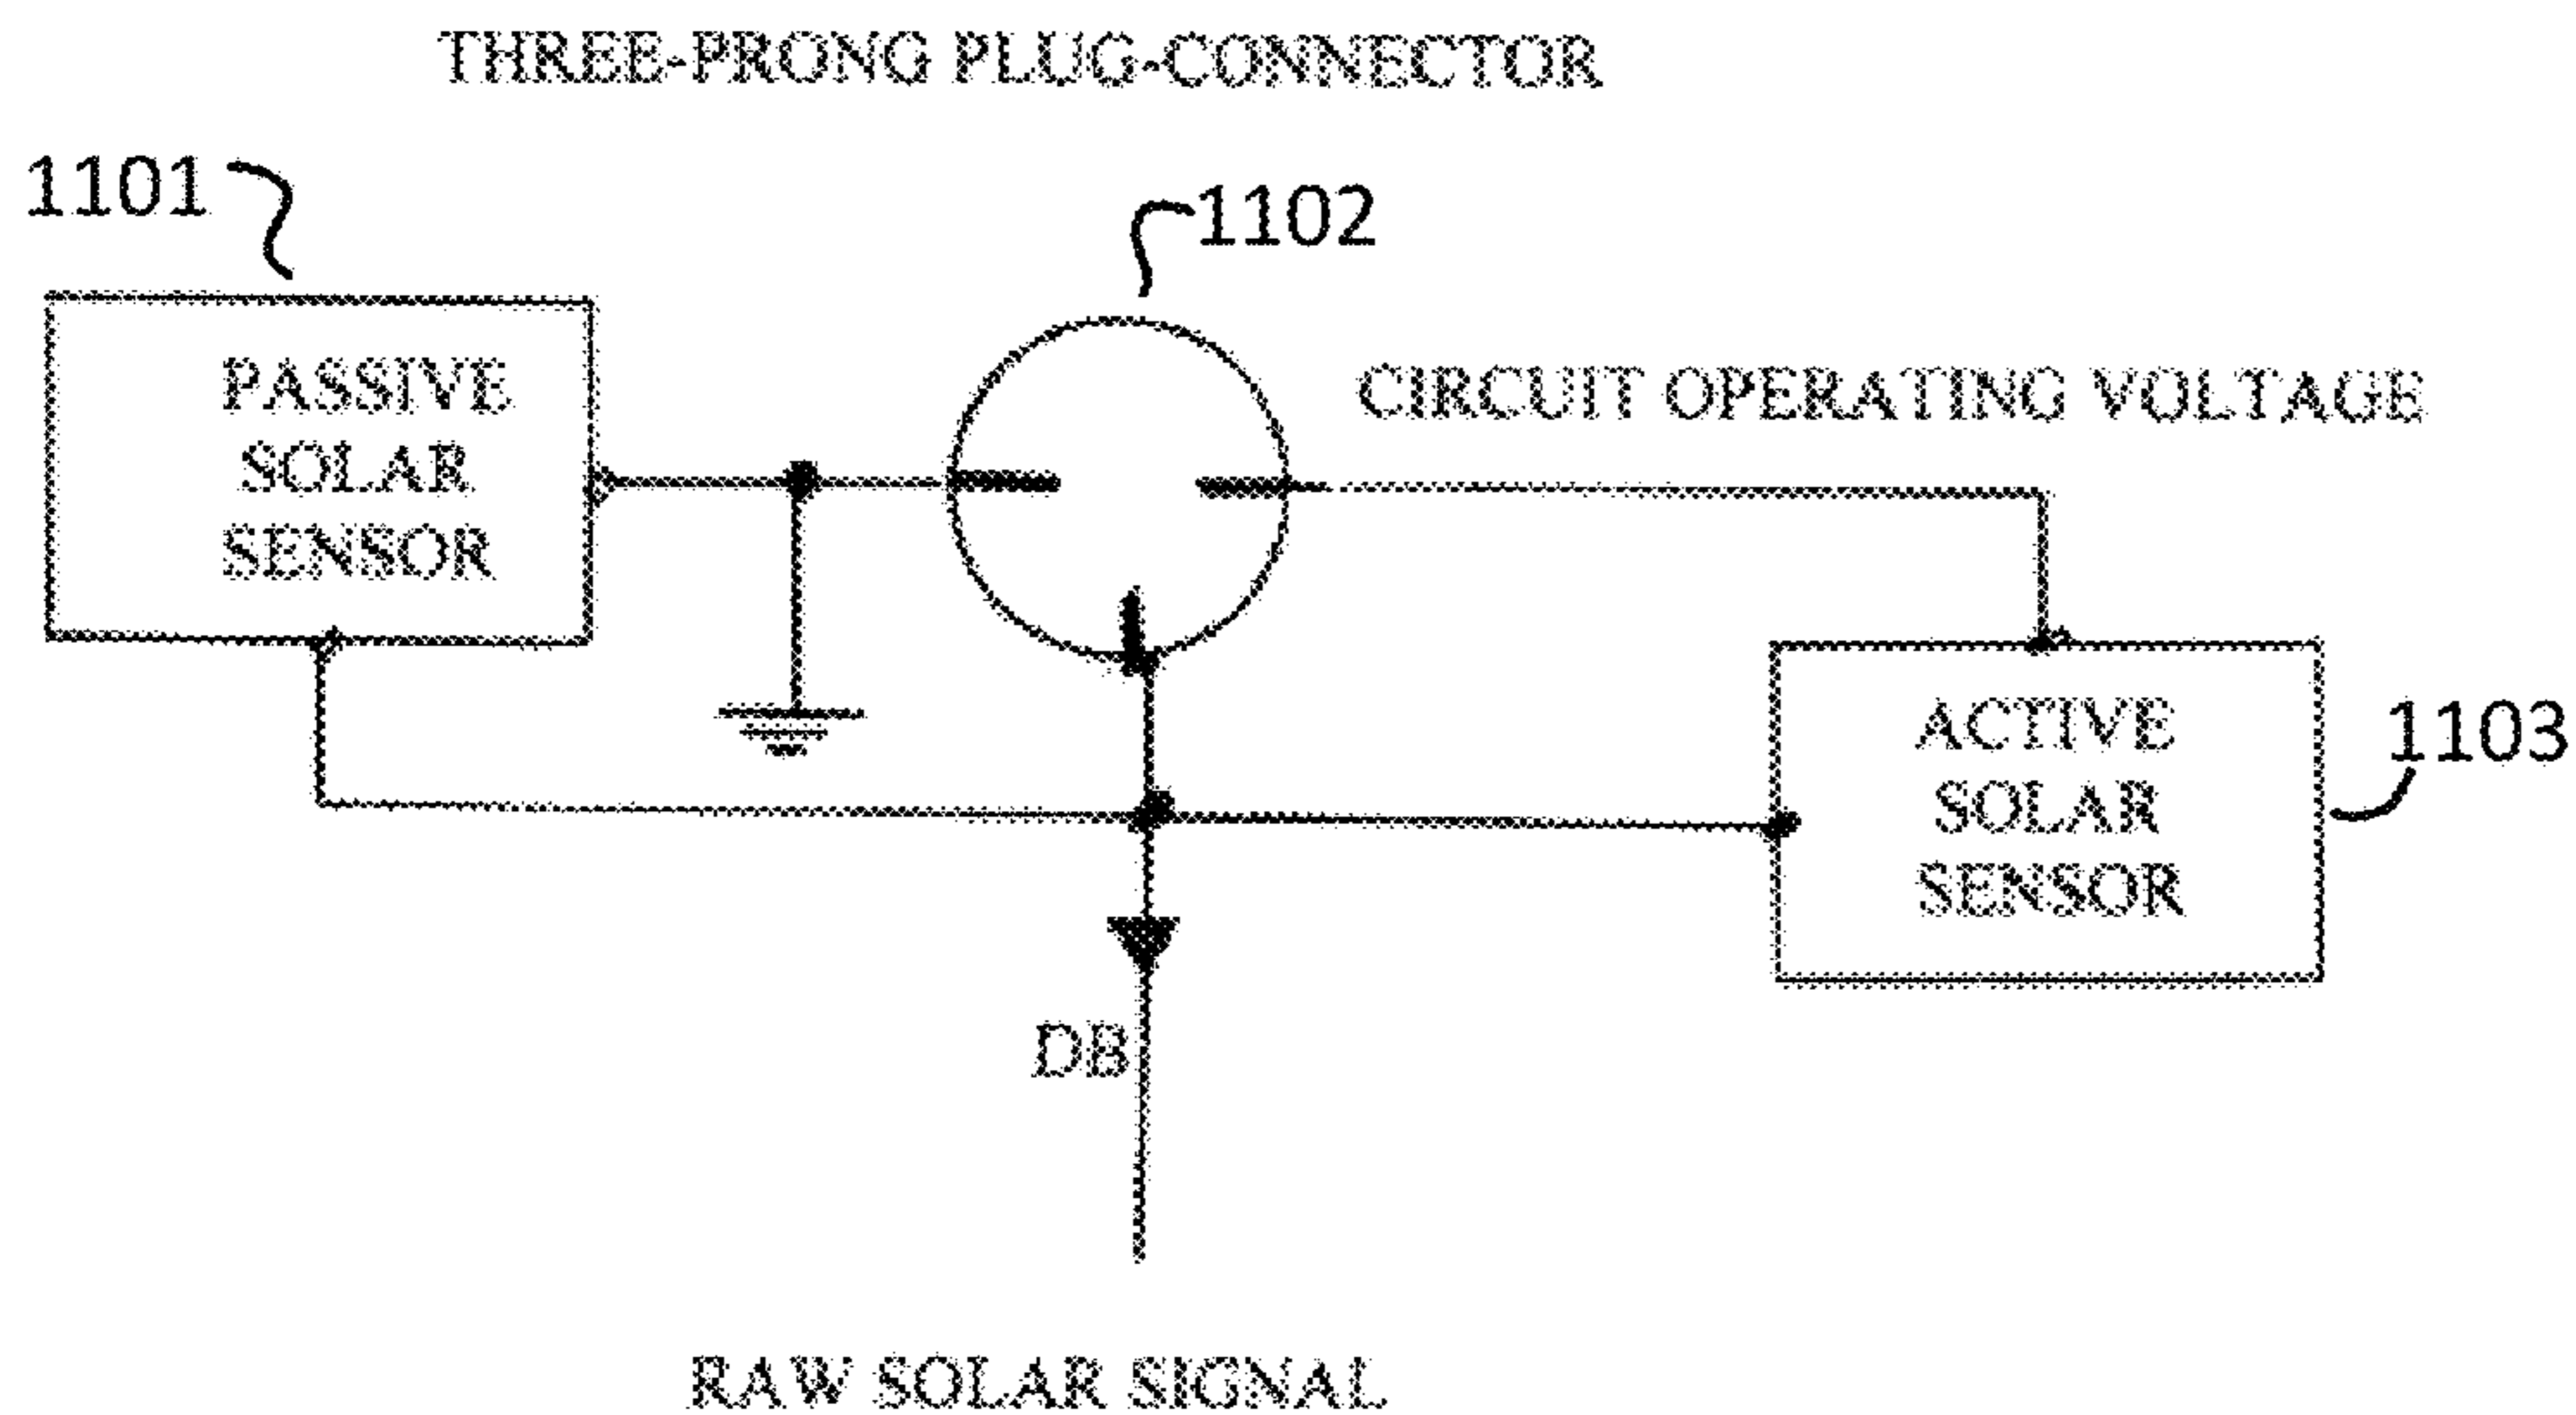 THREE-PRONG PLUG-CONNECTOR
1101
1102
PASSIVE
SOLAR
SENSOR
CIRCUIT OPERATING VOLTAGE
ACTIVE
SOLAR
SENSOR
1103
DB
RAW SOLAR SIGNAL